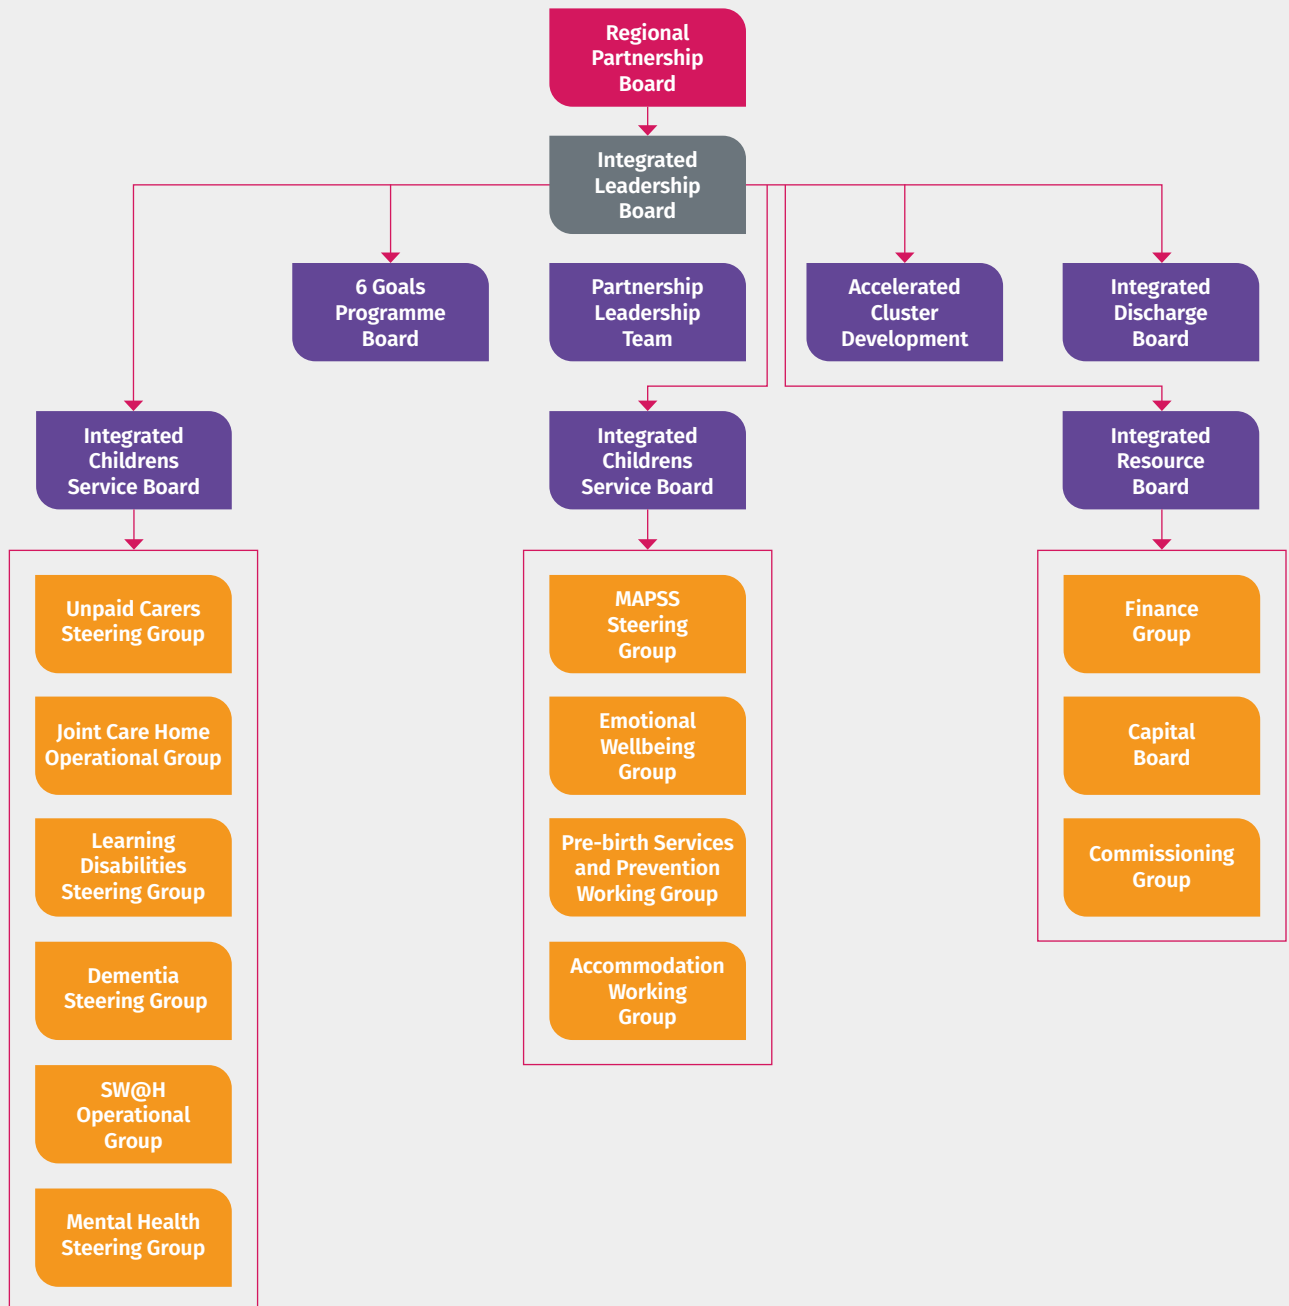 Regional
Partnership
Board
Integrated
Leadership
Board
6 Goals
Programme
Board
Partnership
Leadership
Team
Accelerated
Cluster
Development
Integrated
Discharge
Board
Integrated
Childrens
Service Board
Integrated
Childrens
Service Board
Integrated
Resource
Board
Unpaid Carers
Steering Group
Joint Care Home
Operational Group
Learning
Disabilities
Steering Group
Dementia
Steering Group
SW@H
Operational
Group
Mental Health
Steering Group
MAPSS
Steering
Group
Emotional
Wellbeing
Group
Pre-birth Services
and Prevention
Working Group
Accommodation
Working
Group
Finance
Group
Capital
Board
Commissioning
Group